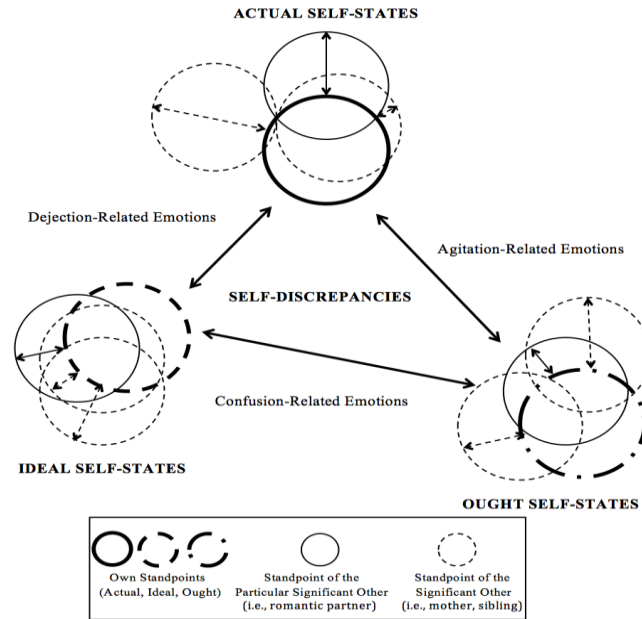 ACTUAL SELF-STATES
Dejection-Related Emotions
Agitation-Related Emotions
SELF-DISCREPANCIES
Confusion-Related Emotions
IDEAL SELF-STATES
OUGHT SELF-STATES
Own Standpoints
(Actual, Ideal, Ought)
Standpoint of the
Particular Significant Other
(i.e., romantic partner)
Standpoint of the
Significant Other
(i.e., mother, sibling)